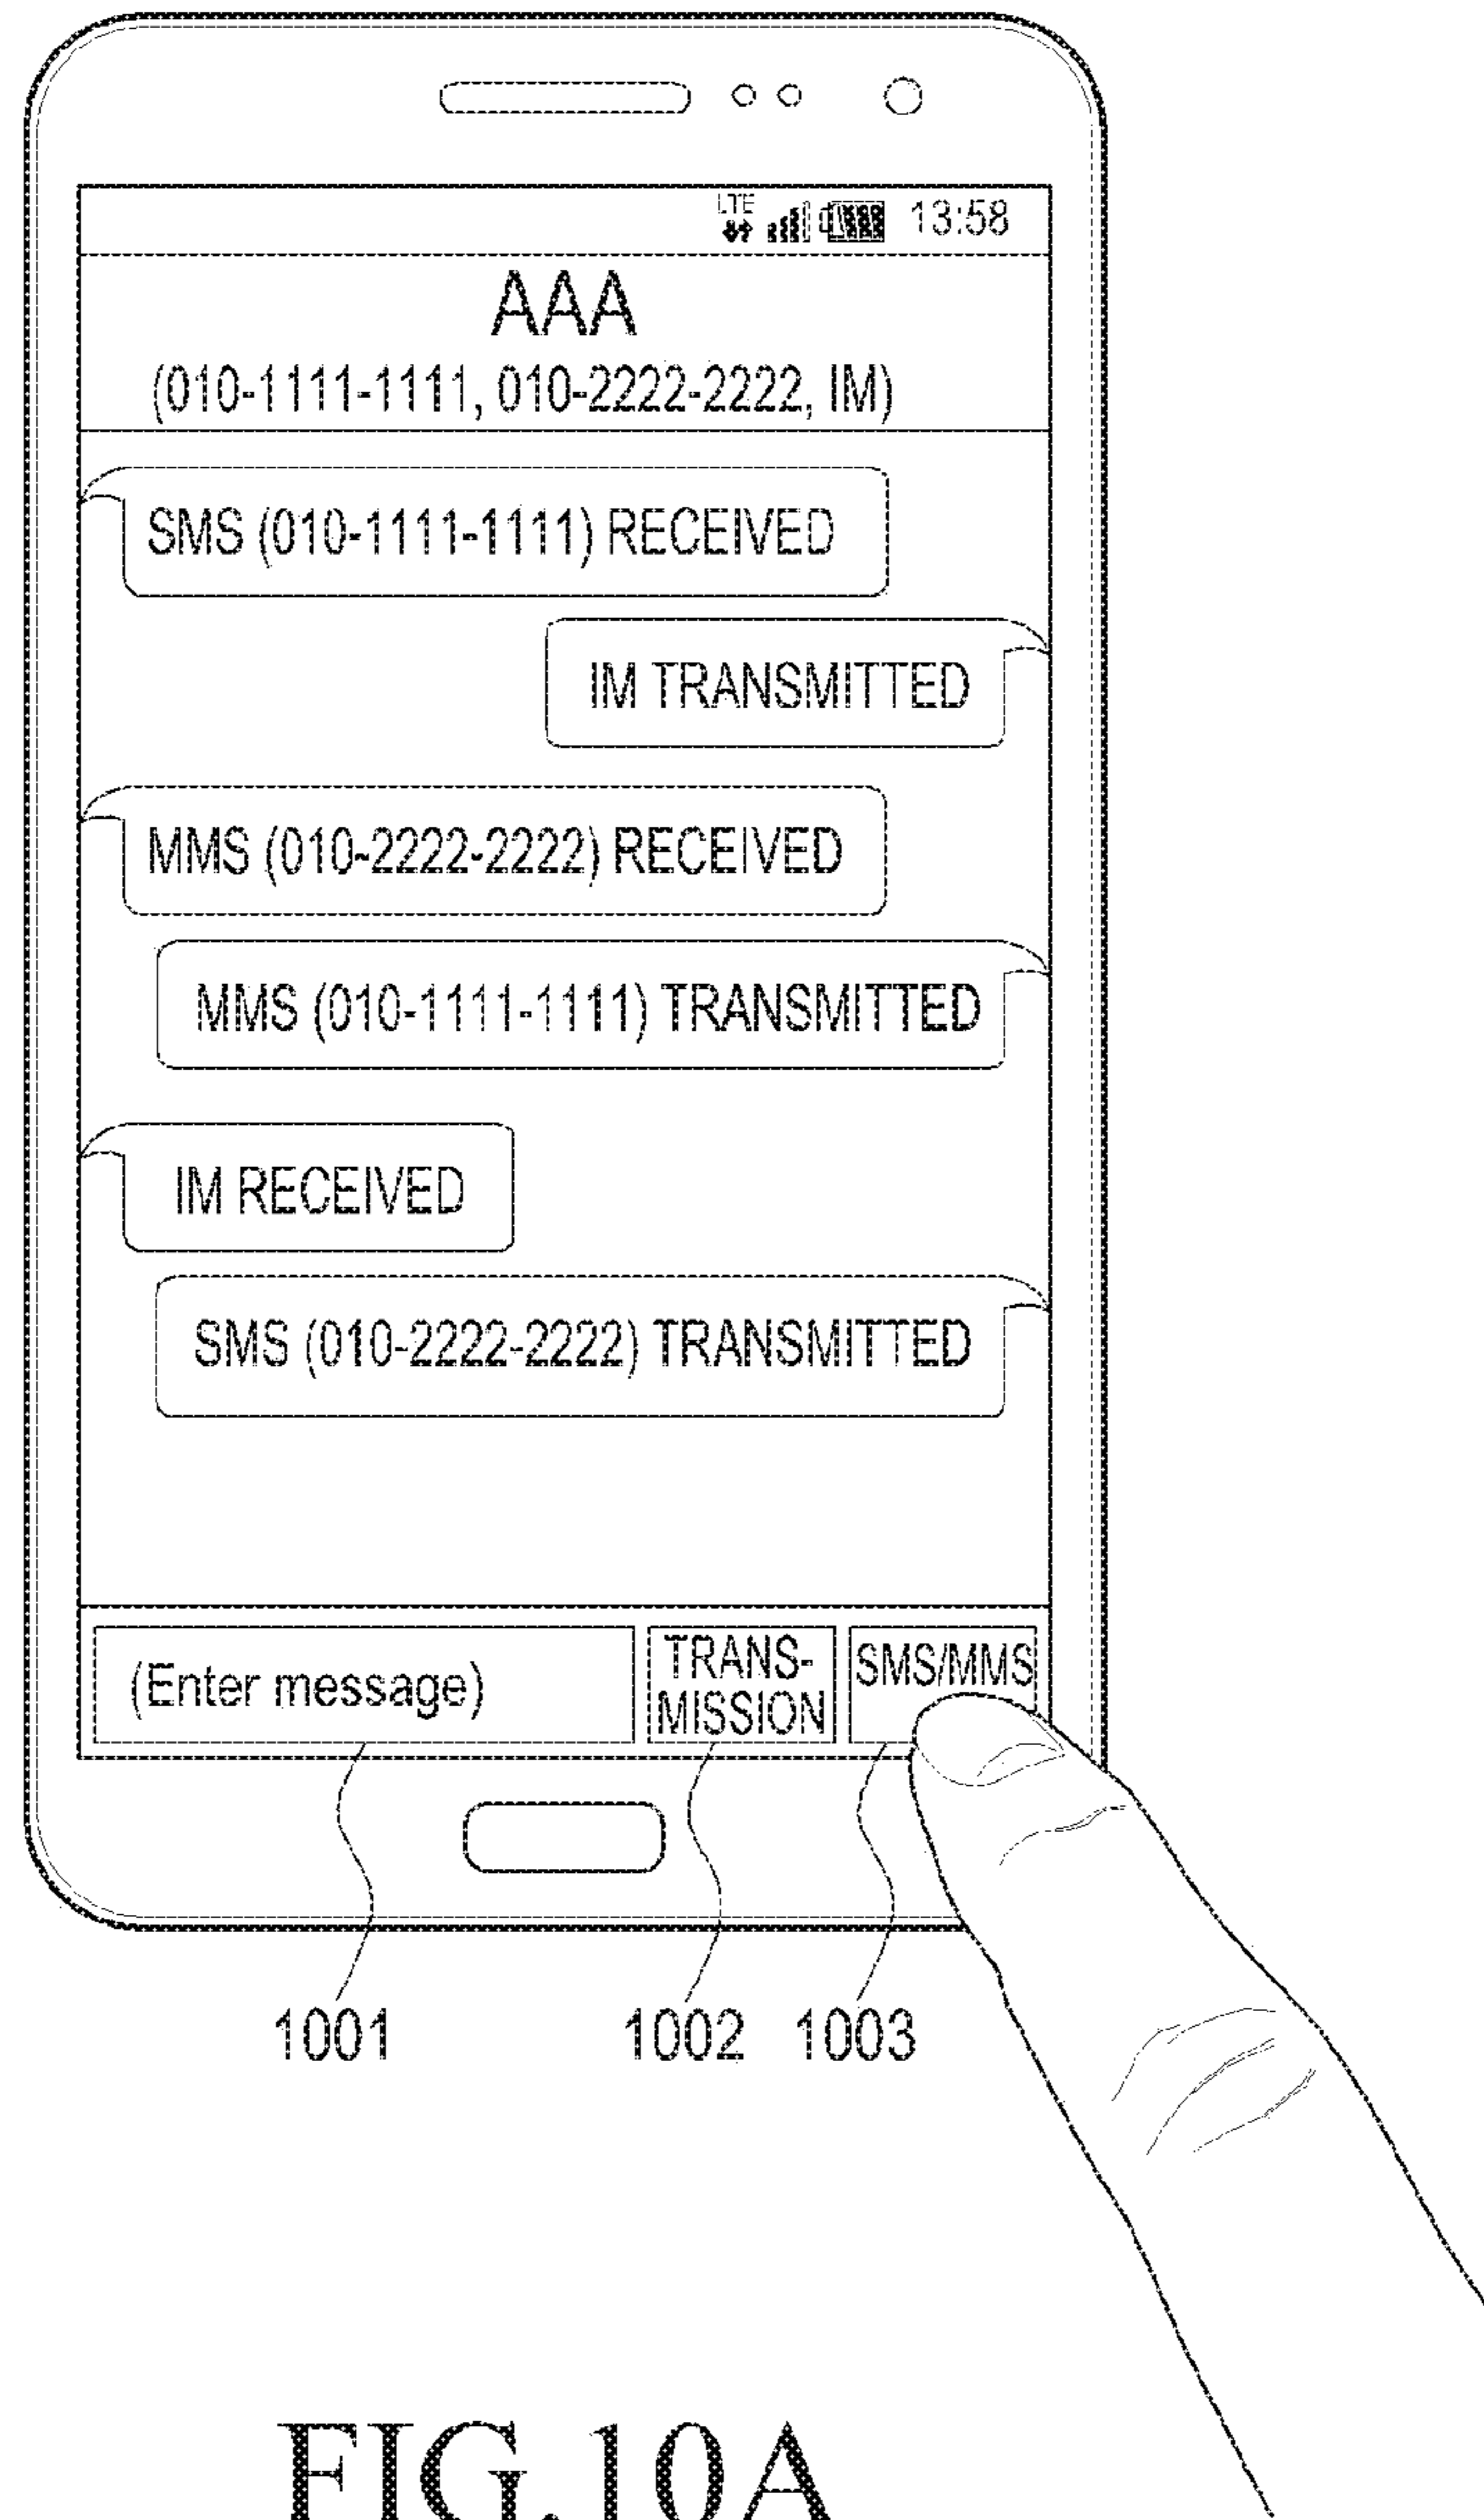 LTE 13:58
AAA
(010-1111-1111, 010-2222-2222, IM)
SMS (010-1111-1111) RECEIVED
IM TRANSMITTED
MMS (010-2222-2222) RECEIVED
MMS (010-1111-1111) TRANSMITTED
IM RECEIVED
SMS (010-2222-2222) TRANSMITTED
(Enter message)
TRANS-
MISSION
SMS/MMS
1001 1002 1003
FIG.10A